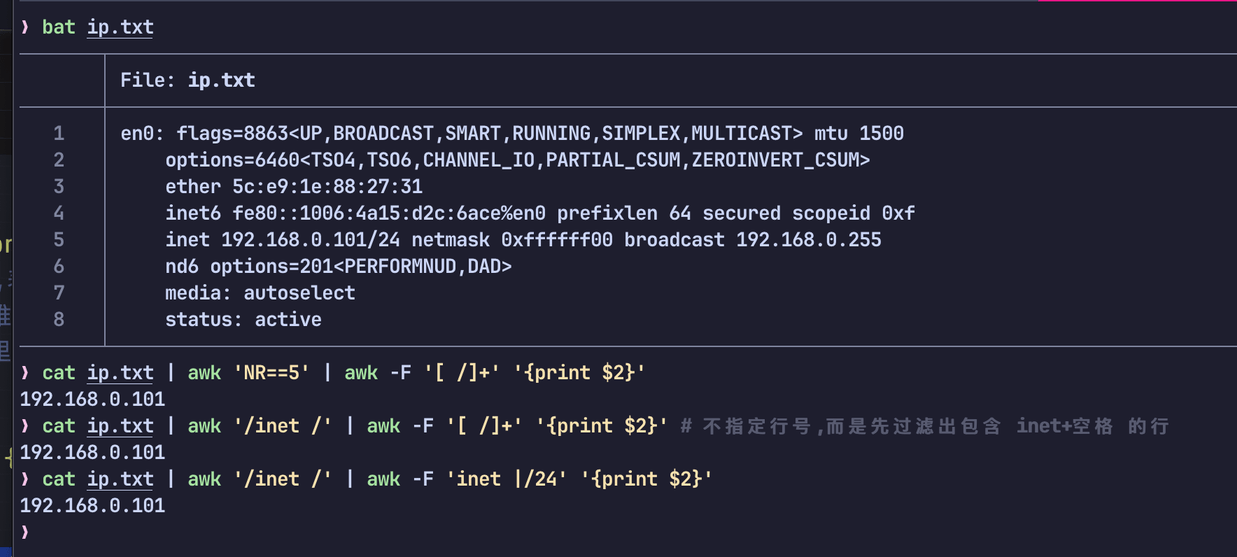 ❯ bat ip.txt
File: ip.txt
1 en0: flags=8863<UP,BROADCAST,SMART,RUNNING,SIMPLEX,MULTICAST> mtu 1500
2 options=6460<TSO4,TSO6,CHANNEL_IO,PARTIAL_CSUM,ZEROINVERT_CSUM>
3 ether 5c:e9:1e:88:27:31
4 inet6 fe80::1006:4a15:d2c:6ace%en0 prefixlen 64 secured scopeid 0xf
5 inet 192.168.0.101/24 netmask 0xffffff00 broadcast 192.168.0.255
6 nd6 options=201<PERFORMNUD,DAD>
7 media: autoselect
8 status: active
❯ cat ip.txt | awk 'NR==5' | awk -F '[ /]+' '{print $2}'
192.168.0.101
❯ cat ip.txt | awk '/inet /' | awk -F '[ /]+' '{print $2}' # 不指定行号,而是先过滤出包含 inet+空格 的行
192.168.0.101
❯ cat ip.txt | awk '/inet /' | awk -F 'inet |/24' '{print $2}'
192.168.0.101
❯